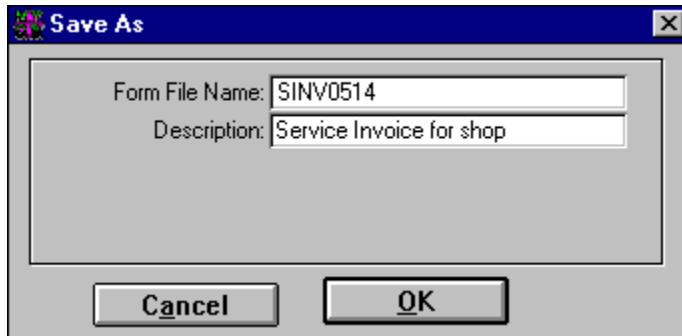 Save As
Form File Name: SINV0514
Description: Service Invoice for shop
Cancel OK